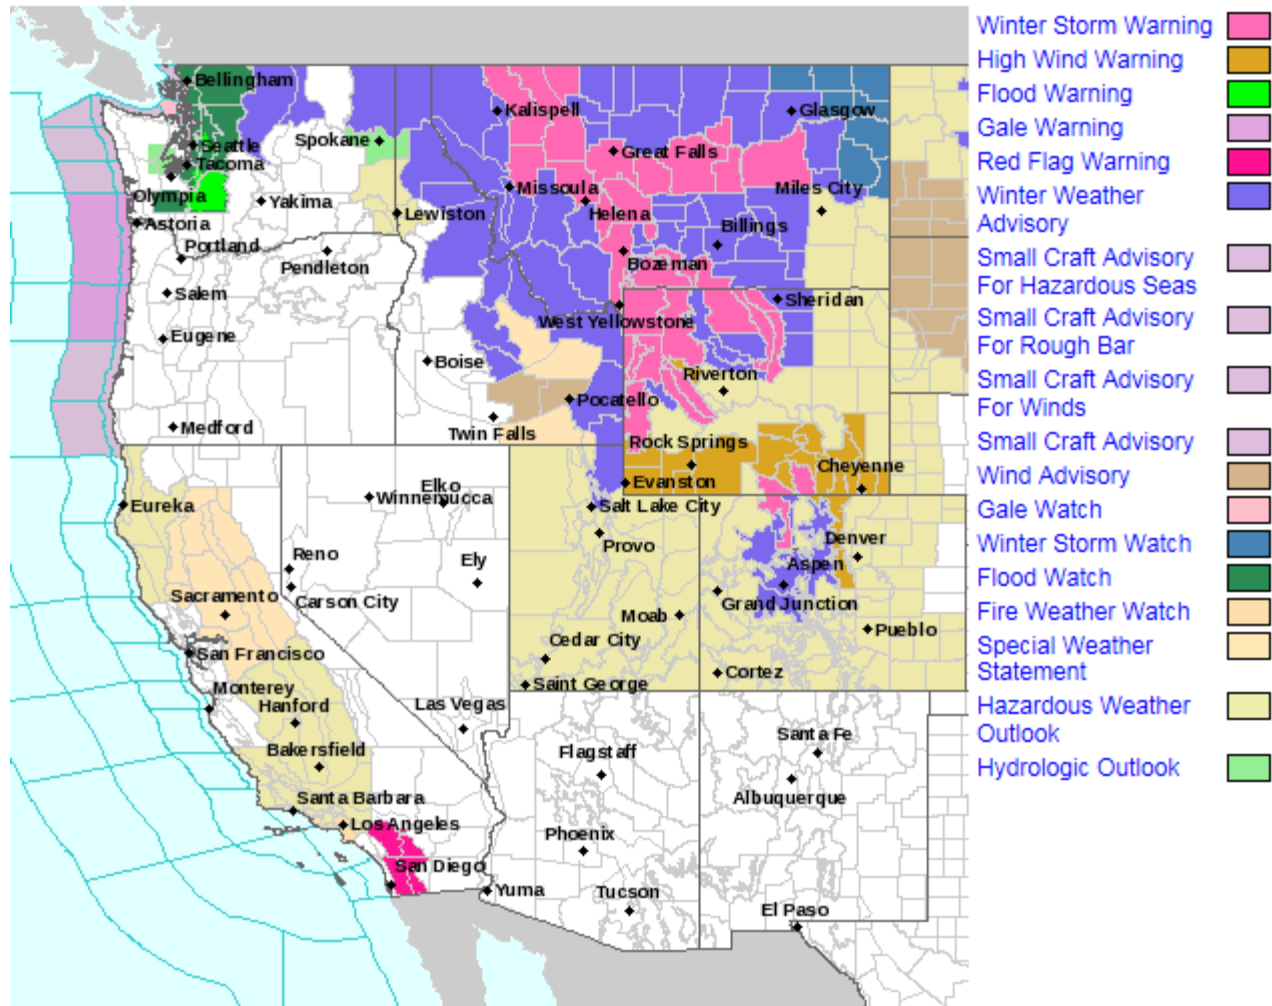 Winter Storm Warning
High Wind Warning
Flood Warning
Gale Warning
Red Flag Warning
Winter Weather
Advisory
Small Craft Advisory
For Hazardous Seas
Small Craft Advisory
For Rough Bar
Small Craft Advisory
For Winds
Small Craft Advisory
Wind Advisory
Gale Watch
Winter Storm Watch
Flood Watch
Fire Weather Watch
Special Weather
Statement
Hazardous Weather
Outlook
Hydrologic Outlook
Bellingham
Kalispell
Glasgow
Seattle
Spokane
Great Falls
Tacoma
Missoula
Miles City
Olympia
Yakima
Lewiston
Helena
Astoria
Billings
Portland
Pendleton
Bozeman
Salem
Sheridan
West Yellowstone
Eugene
Boise
Riverton
Pocatello
Medford
Twin Falls
Rock Springs
Cheyenne
Evanston
Elko
Winnemucca
Eureka
Salt Lake City
Provo
Denver
Reno
Ely
Aspen
Sacramento
Carson City
Grand Junction
Moab
Pueblo
Cedar City
San Francisco
Cortez
Saint George
Monterey
Hanford
Las Vegas
Santa Fe
Bakersfield
Flagstaff
Albuquerque
Santa Barbara
Los Angeles
Phoenix
San Diego
Yuma
Tucson
El Paso